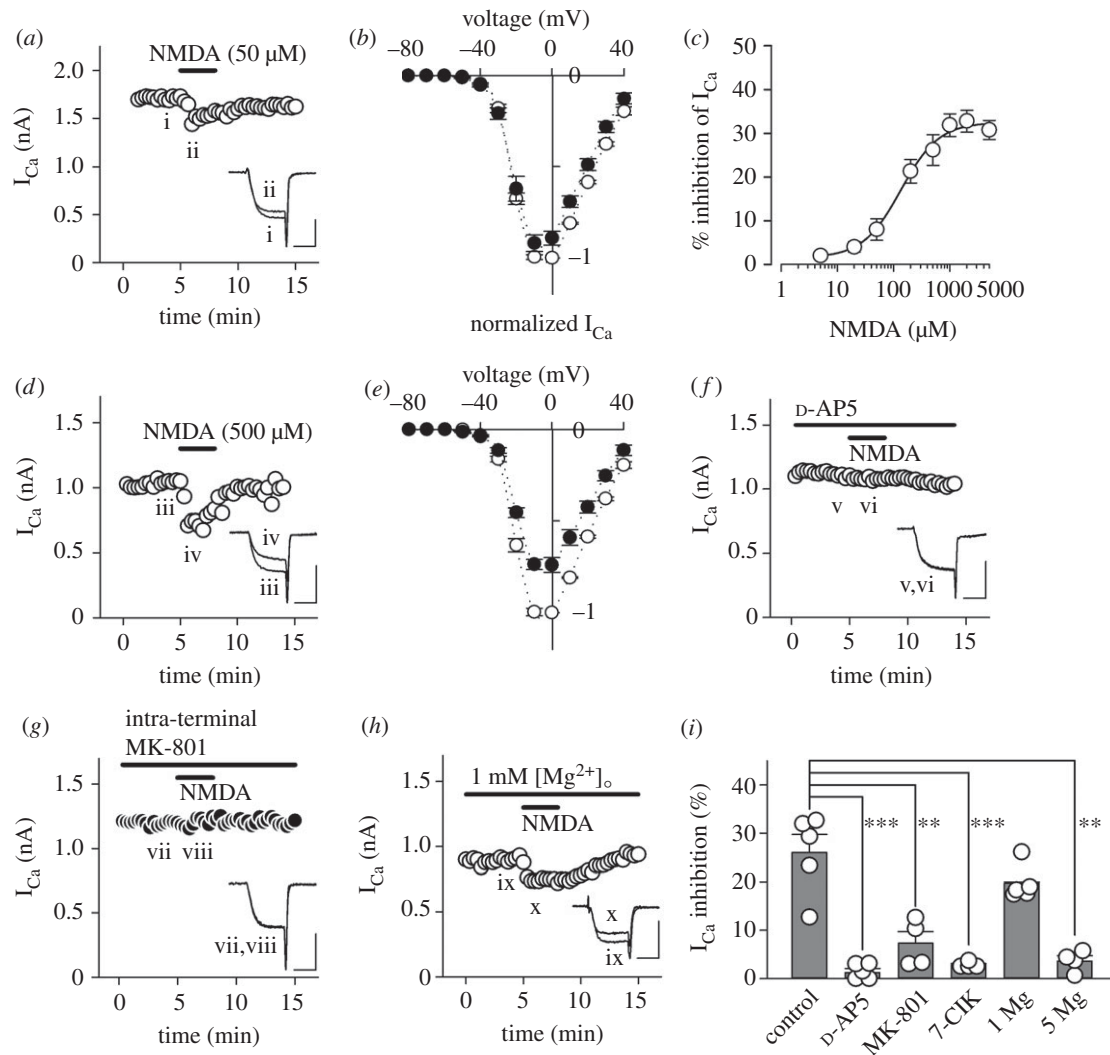 (a)
NMDA (50 µM)
2.0
1.5
1.0
0.5
0
I_Ca (nA)
i
ii
ii
i
0 5 10 15
time (min)
(b)
voltage (mV)
−80 −40 0 40
0
−1
normalized I_Ca
(c)
50
40
30
20
10
0
% inhibition of I_Ca
1 10 100 1000 5000
NMDA (µM)
(d)
NMDA (500 µM)
1.5
1.0
0.5
0
I_Ca (nA)
iii
iv
iv
iii
0 5 10 15
time (min)
(e)
voltage (mV)
−80 −40 0 40
0
−1
(f)
D-AP5
NMDA
1.5
1.0
0.5
0
I_Ca (nA)
v vi
v,vi
0 5 10 15
time (min)
(g)
intra-terminal
MK-801
NMDA
1.5
1.0
0.5
0
I_Ca (nA)
vii viii
vii,viii
0 5 10 15
time (min)
(h)
1 mM [Mg²⁺]ₒ
NMDA
1.5
1.0
0.5
0
I_Ca (nA)
ix
x
x
ix
0 5 10 15
time (min)
(i)
40
30
20
10
0
I_Ca inhibition (%)
*** ** *** **
control D-AP5 MK-801 7-ClK 1 Mg 5 Mg